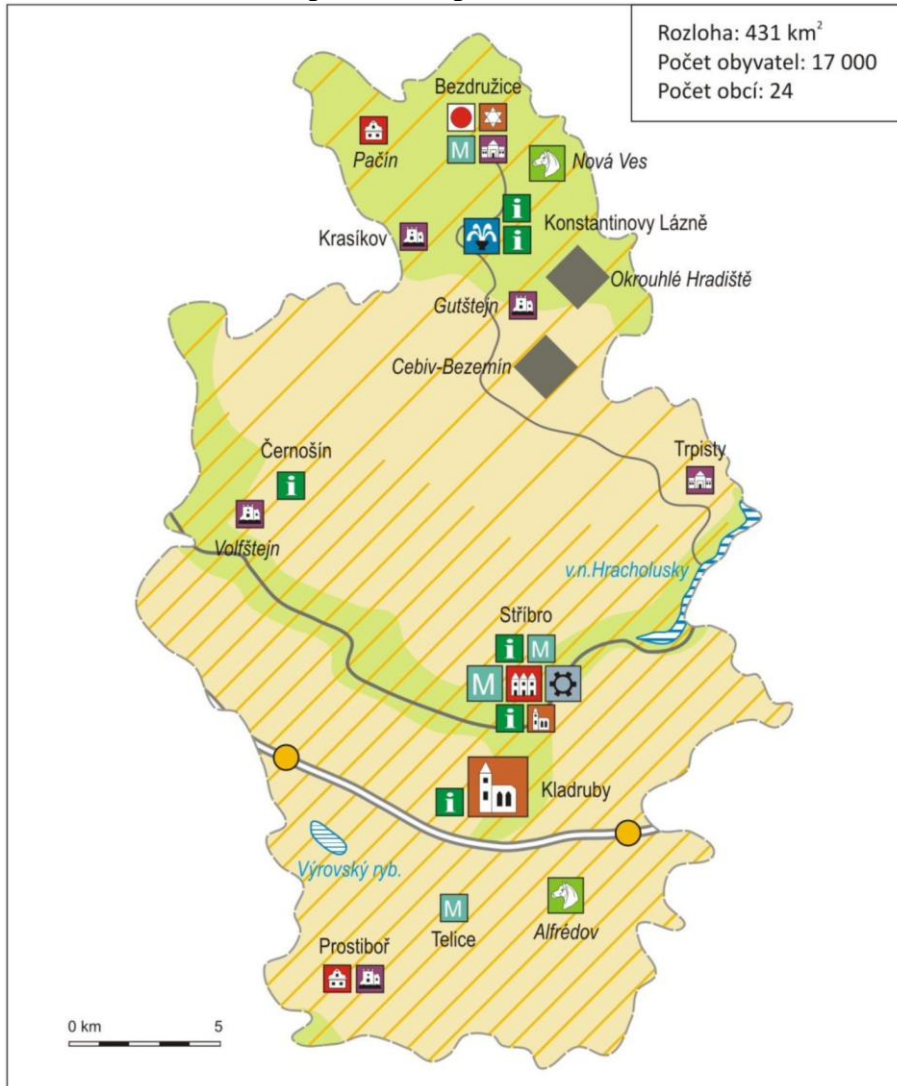 Rozloha: 431 km²
Počet obyvatel: 17 000
Počet obcí: 24
Bezdružice
M
Pačín
Nová Ves
i
Krasíkov
Konstantinovy Lázně
i
Okrouhlé Hradiště
Gutštejn
Cebiv-Bezemín
Černošín
Trpisty
i
Volfštejn
v.n.Hracholusky
Stříbro
i M
M
i
Kladruby
i
Výrovský ryb.
M
Telice
Alfrédov
Prostiboř
0 km 5